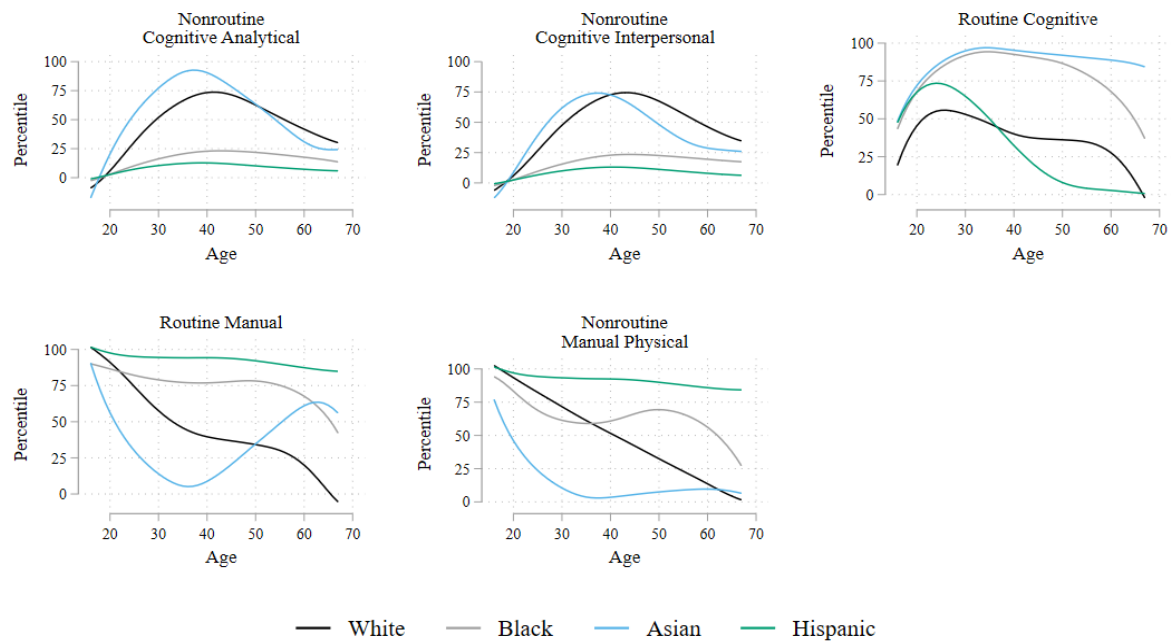 Nonroutine
Cognitive Analytical
Percentile
100
75
50
25
0
20 30 40 50 60 70
Age
Nonroutine
Cognitive Interpersonal
Percentile
100
75
50
25
0
20 30 40 50 60 70
Age
Routine Cognitive
Percentile
100
75
50
25
0
20 30 40 50 60 70
Age
Routine Manual
Percentile
100
75
50
25
0
20 30 40 50 60 70
Age
Nonroutine
Manual Physical
Percentile
100
75
50
25
0
20 30 40 50 60 70
Age
White Black Asian Hispanic